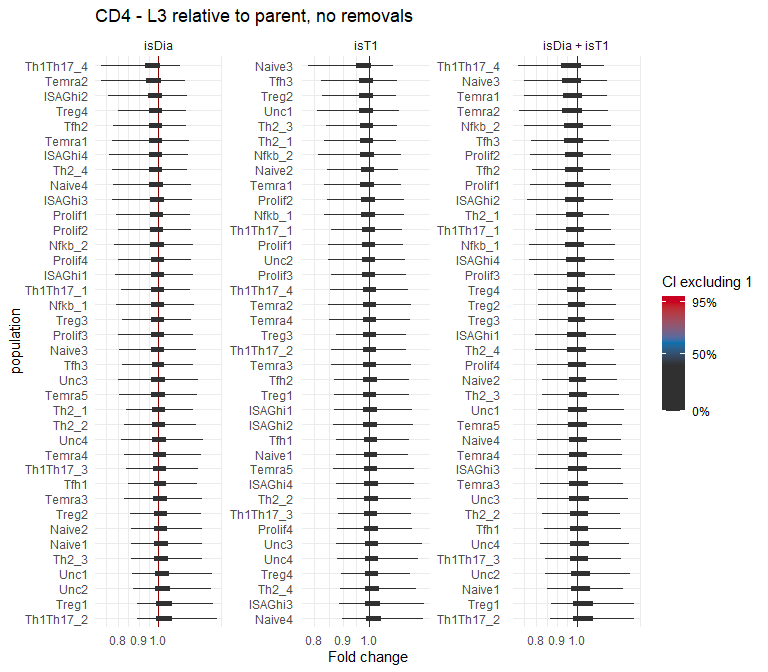 CD4 - L3 relative to parent, no removals
isDia
isT1
isDia + isT1
population
Th1Th17_4
Temra2
ISAGhi2
Treg4
Tfh2
Temra1
ISAGhi4
Th2_4
Naive4
ISAGhi3
Prolif1
Prolif2
Nfkb_2
Prolif4
ISAGhi1
Th1Th17_1
Nfkb_1
Treg3
Prolif3
Naive3
Tfh3
Unc3
Temra5
Th2_1
Th2_2
Unc4
Temra4
Th1Th17_3
Tfh1
Temra3
Treg2
Naive2
Naive1
Th2_3
Unc1
Unc2
Treg1
Th1Th17_2
Naive3
Tfh3
Treg2
Unc1
Th2_3
Th2_1
Nfkb_2
Naive2
Temra1
Prolif2
Nfkb_1
Th1Th17_1
Prolif1
Unc2
Prolif3
Th1Th17_4
Temra2
Temra4
Treg3
Th1Th17_2
Temra3
Tfh2
Treg1
ISAGhi1
ISAGhi2
Tfh1
Naive1
Temra5
ISAGhi4
Th2_2
Th1Th17_3
Prolif4
Unc3
Unc4
Treg4
Th2_4
ISAGhi3
Naive4
Th1Th17_4
Naive3
Temra1
Temra2
Nfkb_2
Tfh3
Prolif2
Tfh2
Prolif1
ISAGhi2
Th2_1
Th1Th17_1
Nfkb_1
ISAGhi4
Prolif3
Treg4
Treg2
Treg3
ISAGhi1
Th2_4
Prolif4
Naive2
Th2_3
Unc1
Temra5
Naive4
Temra4
ISAGhi3
Temra3
Unc3
Th2_2
Tfh1
Unc4
Th1Th17_3
Unc2
Naive1
Treg1
Th1Th17_2
0.8 0.9 1.0
0.8 0.9 1.0
0.8 0.9 1.0
Fold change
CI excluding 1
95%
50%
0%